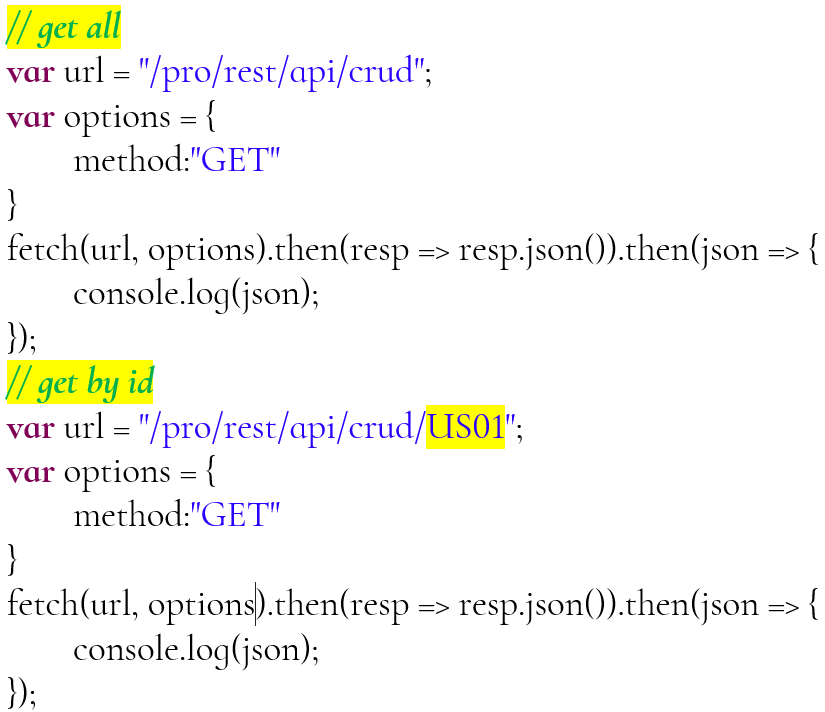 // get all
var url = "/pro/rest/api/crud";
var options = {
method:"GET"
}
fetch(url, options).then(resp => resp.json()).then(json => {
console.log(json);
});
// get by id
var url = "/pro/rest/api/crud/US01";
var options = {
method:"GET"
}
fetch(url, options).then(resp => resp.json()).then(json => {
console.log(json);
});